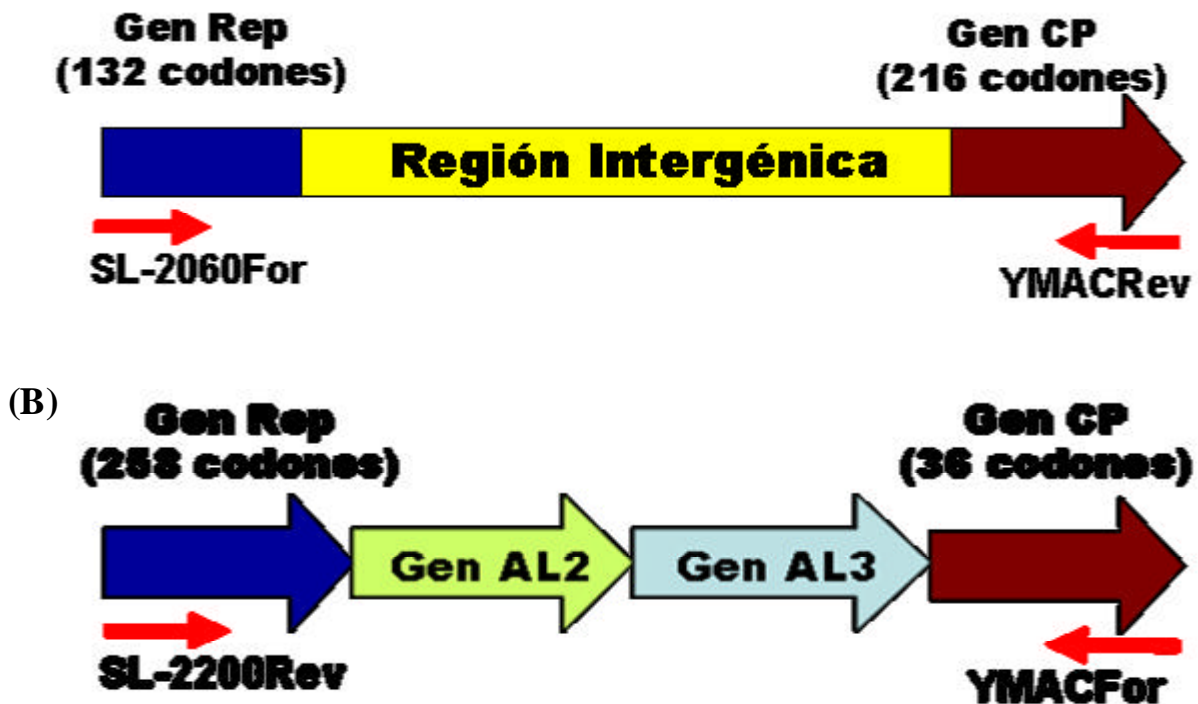 Gen Rep
(132 codones)
Gen CP
(216 codones)
Región Intergénica
SL-2060For
YMACRev
(B)
Gen Rep
(258 codones)
Gen CP
(36 codones)
Gen AL2
Gen AL3
SL-2200Rev
YMACFor